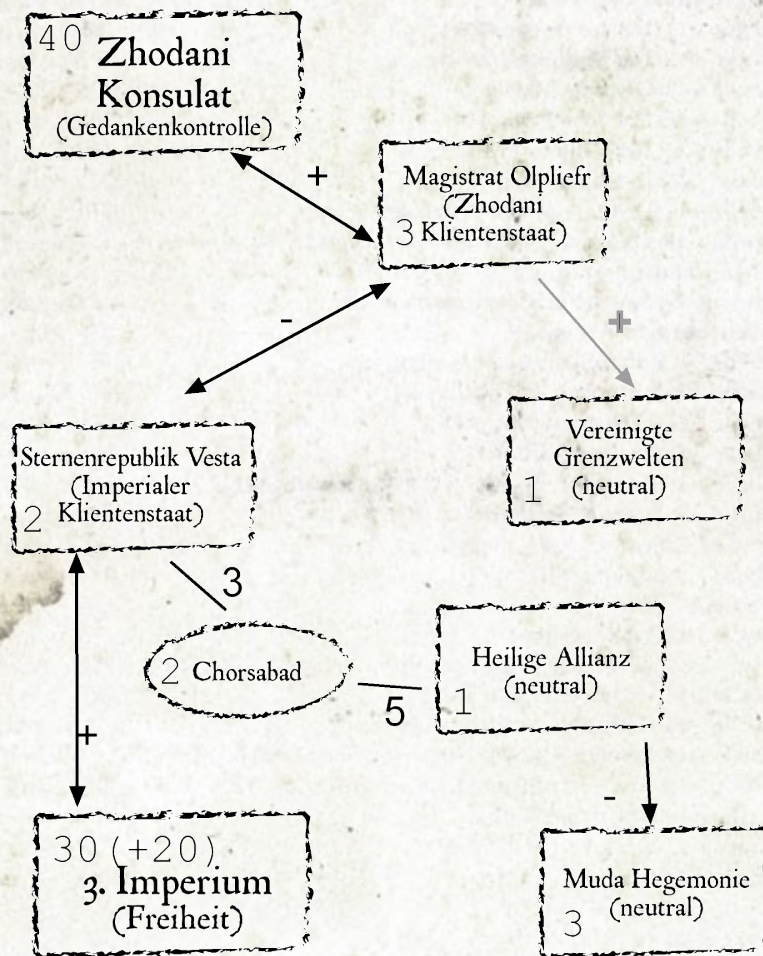 40 Zhodani
Konsulat
(Gedankenkontrolle)
+
Magistrat Olpliefr
(Zhodani
3 Klientenstaat)
-
+
Sternenrepublik Vesta
(Imperialer
2 Klientenstaat)
Vereinigte
Grenzwelten
1 (neutral)
3
2 Chorsabad
5
Heilige Allianz
(neutral)
1
+
-
30 (+20)
3. Imperium
(Freiheit)
Muda Hegemonie
(neutral)
3